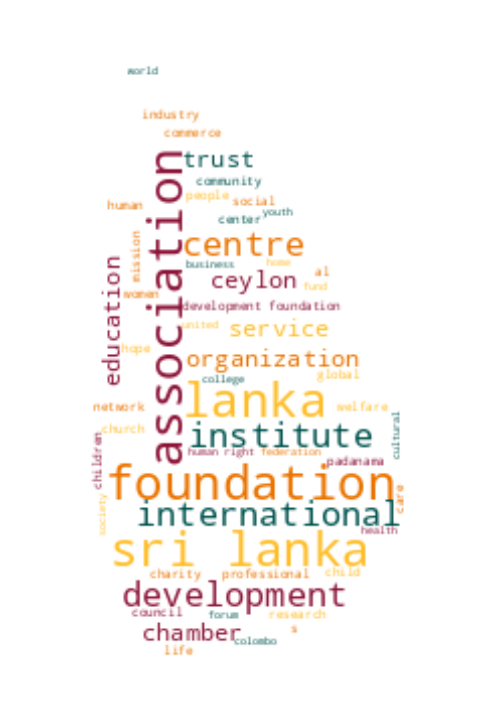 world
industry
commerce
association
trust
community
people
social
human
youth
center
mission
centre
business
home
education
ceylon
al
fund
women
development foundation
united
service
hope
organization
college
global
lanka
network
welfare
church
institute
cultural
children
human right
federation
padanama
foundation
care
society
international
health
sri lanka
charity
professional
child
development
council
forum
research
chamber
s
colombo
life